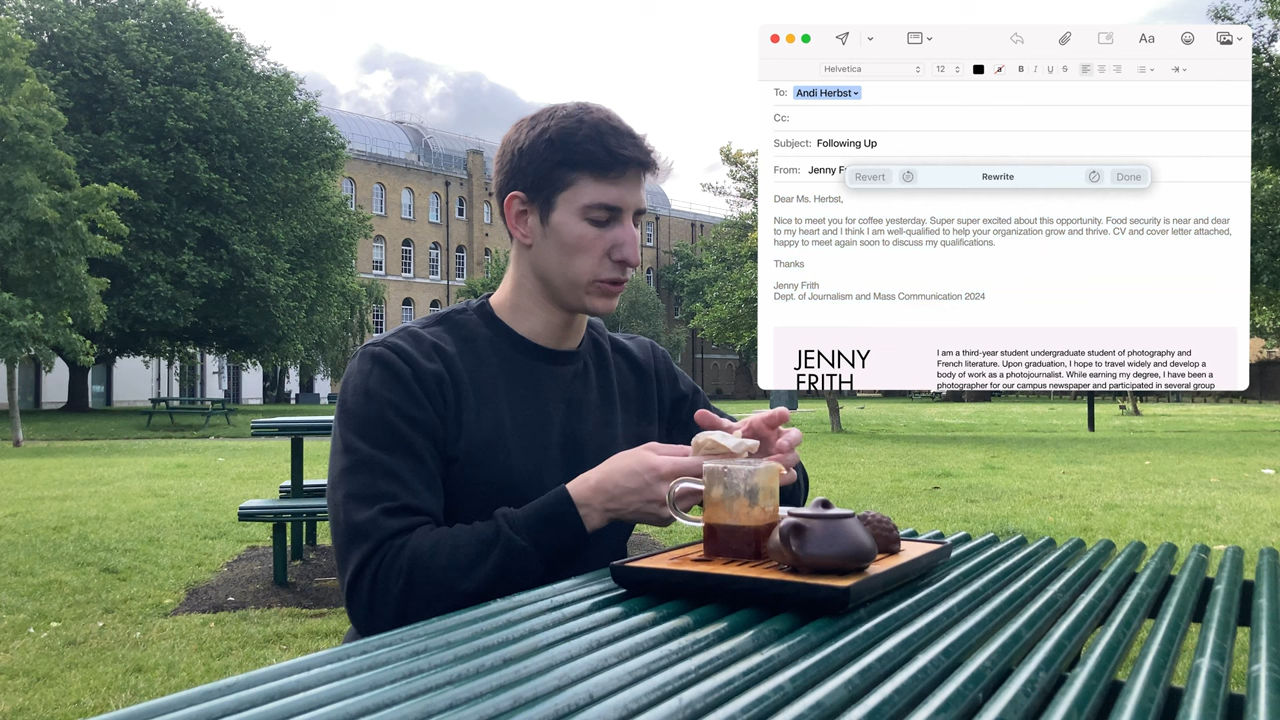 Aa
Helvetica 12 a B I U S
To: Andi Herbst
Cc:
Subject: Following Up
From: Jenny F
Revert Rewrite Done
Dear Ms. Herbst,
Nice to meet you for coffee yesterday. Super super excited about this opportunity. Food security is near and dear
to my heart and I think I am well-qualified to help your organization grow and thrive. CV and cover letter attached,
happy to meet again soon to discuss my qualifications.
Thanks
Jenny Frith
Dept. of Journalism and Mass Communication 2024
JENNY
FRITH
I am a third-year student undergraduate student of photography and
French literature. Upon graduation, I hope to travel widely and develop a
body of work as a photojournalist. While earning my degree, I have been a
photographer for our campus newspaper and participated in several group